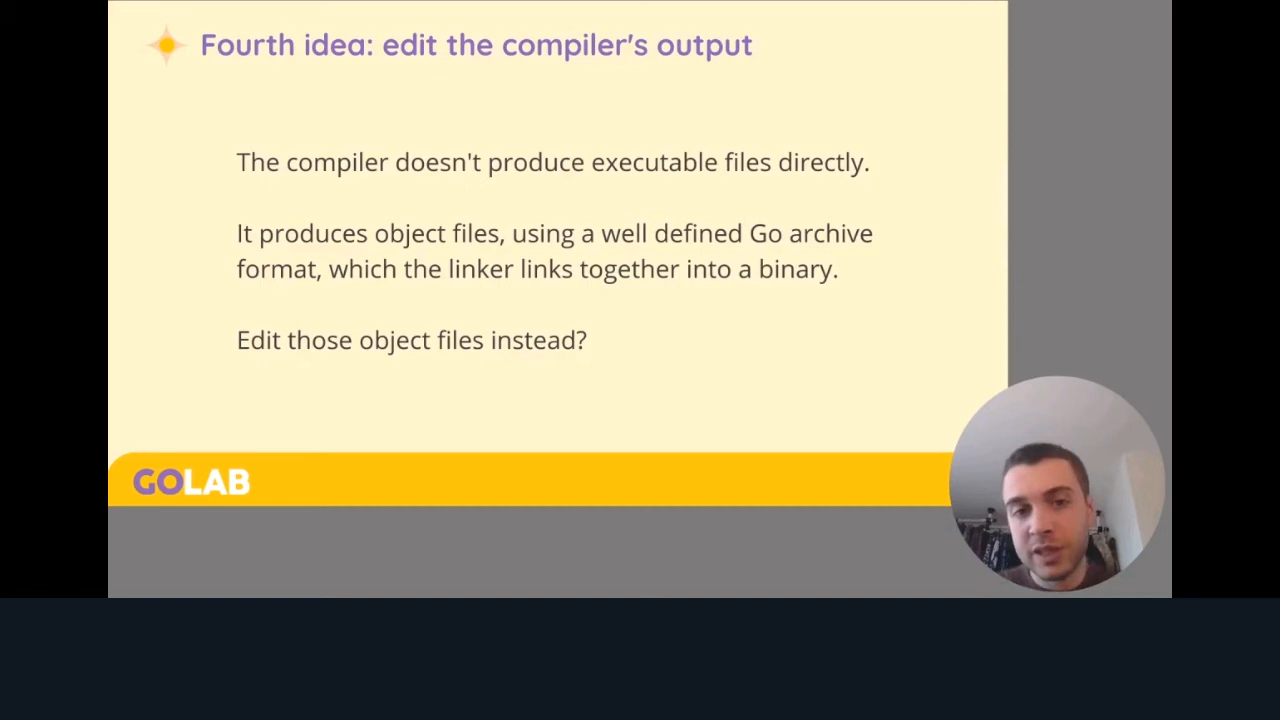 Fourth idea: edit the compiler's output
The compiler doesn't produce executable files directly.
It produces object files, using a well defined Go archive
format, which the linker links together into a binary.
Edit those object files instead?
GOLAB